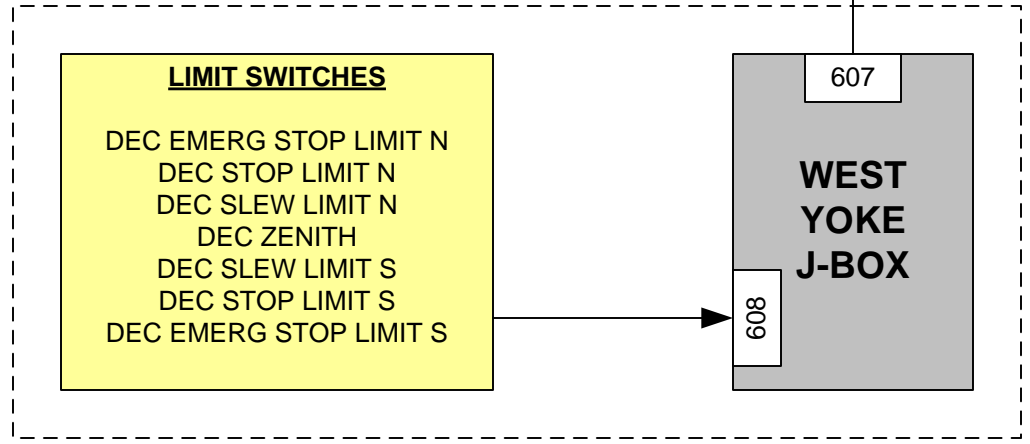 LIMIT SWITCHES
DEC EMERG STOP LIMIT N
DEC STOP LIMIT N
DEC SLEW LIMIT N
DEC ZENITH
DEC SLEW LIMIT S
DEC STOP LIMIT S
DEC EMERG STOP LIMIT S
607
WEST
YOKE
J-BOX
608